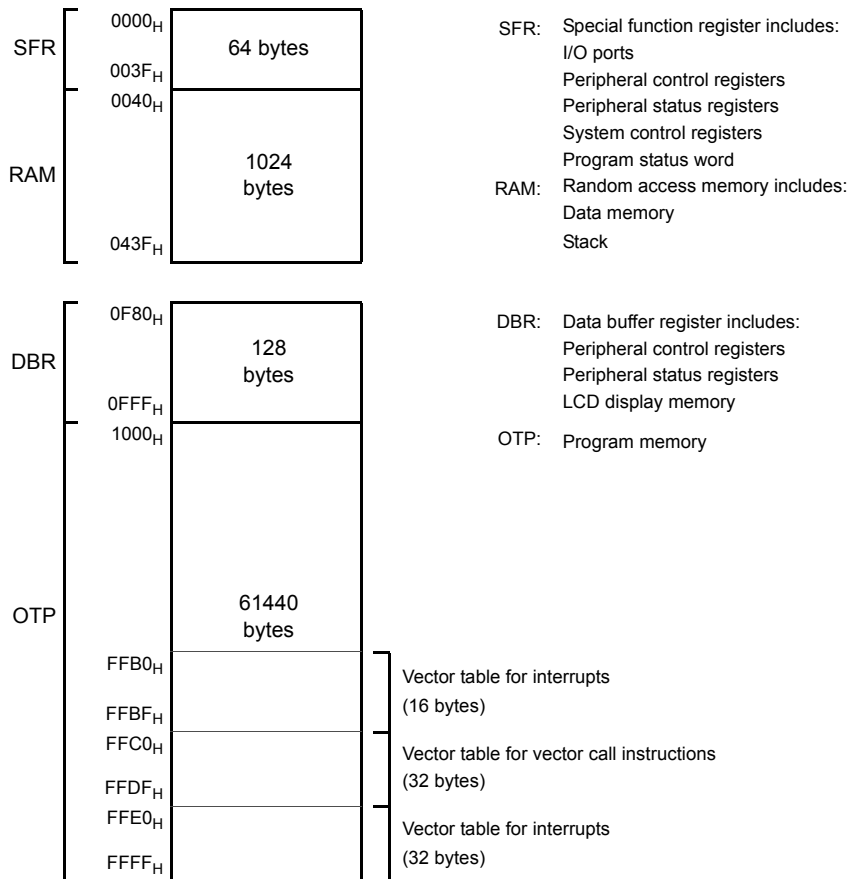 SFR
0000H
003FH
64 bytes
RAM
0040H
043FH
1024
bytes
SFR: Special function register includes:
I/O ports
Peripheral control registers
Peripheral status registers
System control registers
Program status word
RAM: Random access memory includes:
Data memory
Stack
DBR
0F80H
0FFFH
128
bytes
DBR: Data buffer register includes:
Peripheral control registers
Peripheral status registers
LCD display memory
OTP: Program memory
OTP
1000H
61440
bytes
FFB0H
FFBFH
Vector table for interrupts
(16 bytes)
FFC0H
FFDFH
Vector table for vector call instructions
(32 bytes)
FFE0H
FFFFH
Vector table for interrupts
(32 bytes)